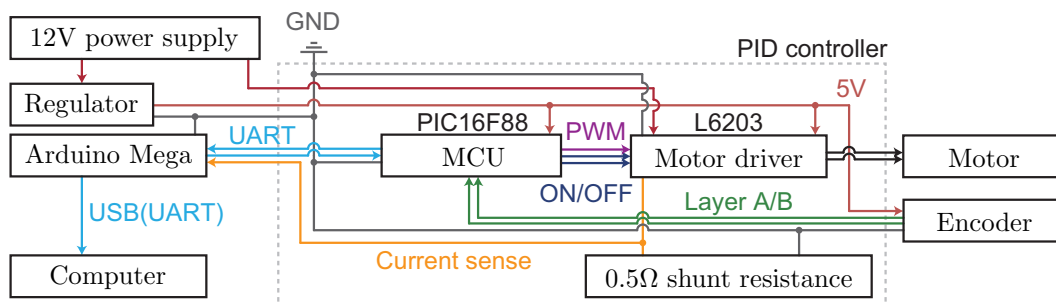 GND
12V power supply
PID controller
Regulator
5V
PIC16F88
L6203
UART
PWM
Arduino Mega
MCU
Motor driver
Motor
ON/OFF
Layer A/B
USB(UART)
Encoder
Current sense
Computer
0.5Ω shunt resistance